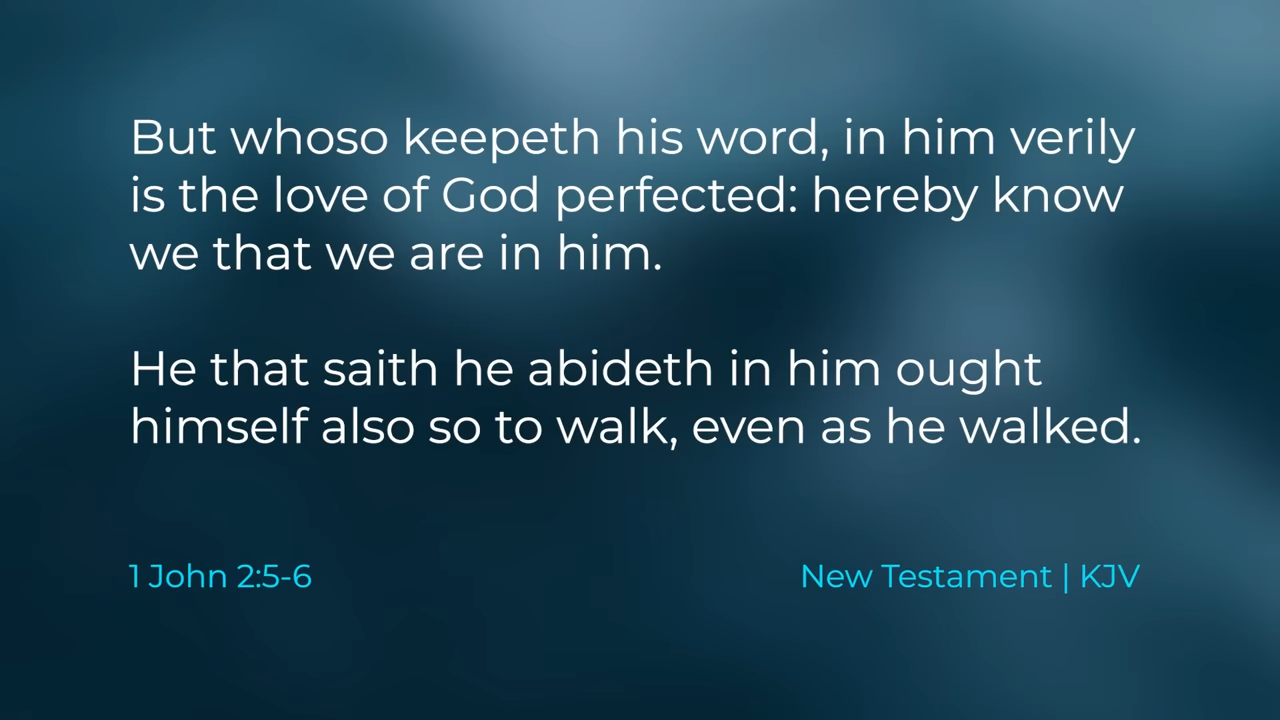 But whoso keepeth his word, in him verily
is the love of God perfected: hereby know
we that we are in him.
He that saith he abideth in him ought
himself also so to walk, even as he walked.
1 John 2:5-6
New Testament | KJV